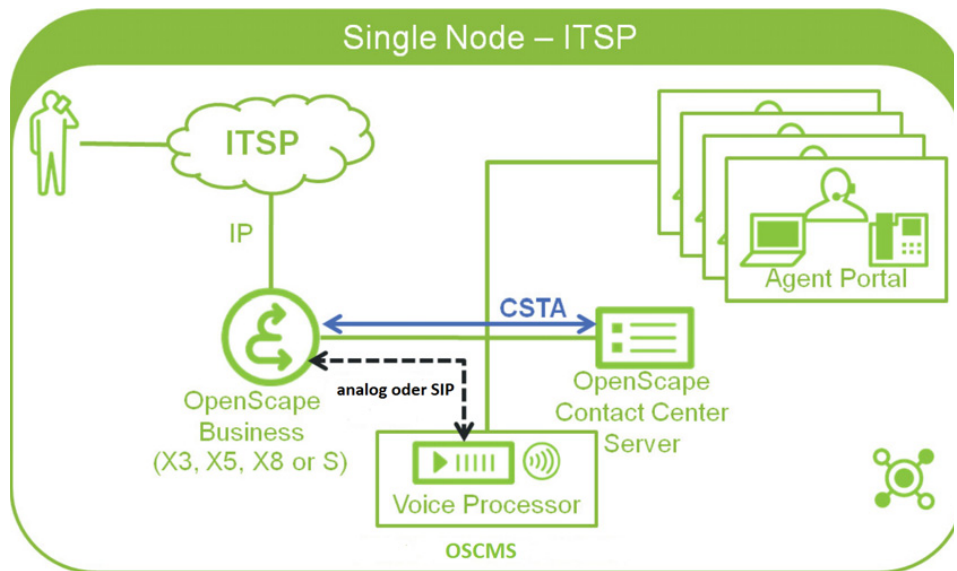 Single Node – ITSP
ITSP
IP
Agent Portal
CSTA
analog oder SIP
OpenScape
Business
(X3, X5, X8 or S)
OpenScape
Contact Center
Server
Voice Processor
OSCMS